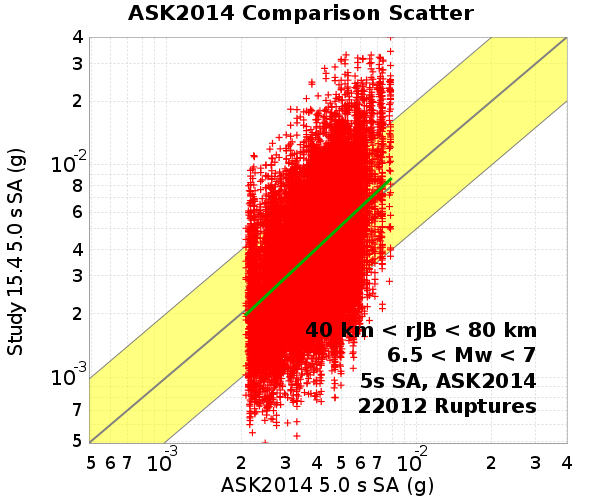 ASK2014 Comparison Scatter
4
3
2
10-2
8
6
4
3
2
10-3
7
5
Study 15.4 5.0 s SA (g)
40 km < rJB < 80 km
6.5 < Mw < 7
5s SA, ASK2014
22012 Ruptures
5 6 7 10-3 2 3 4 5 6 7 10-2 2 3 4
ASK2014 5.0 s SA (g)